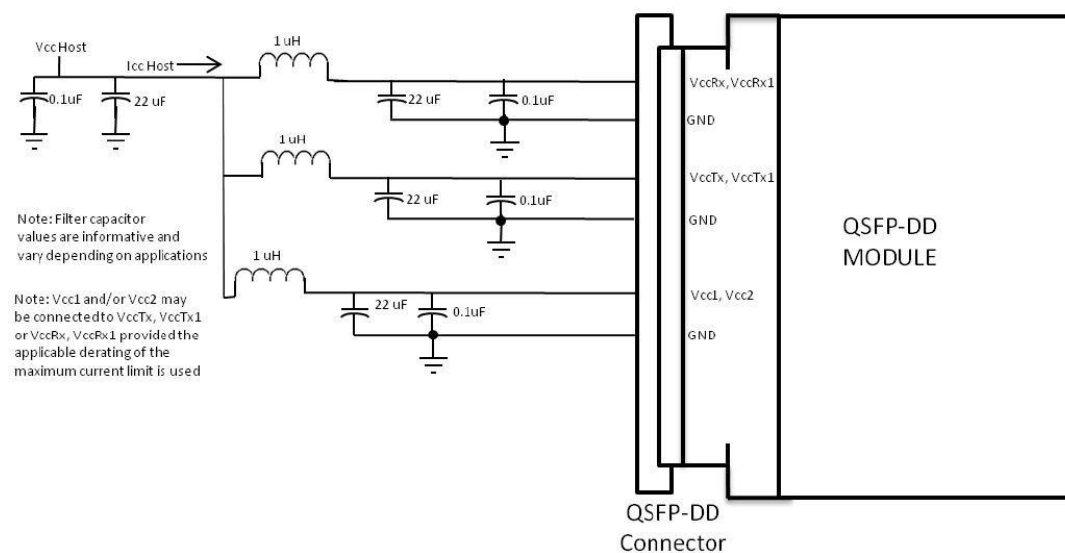 Vcc Host
Icc Host
0.1uF
22 uF
1 uH
22 uF
0.1uF
VccRx, VccRx1
GND
1 uH
22 uF
0.1uF
VccTx, VccTx1
GND
Note: Filter capacitor
values are informative and
vary depending on applications
1 uH
22 uF
0.1uF
Vcc1, Vcc2
GND
Note: Vcc1 and/or Vcc2 may
be connected to VccTx, VccTx1
or VccRx, VccRx1 provided the
applicable derating of the
maximum current limit is used
QSFP-DD
MODULE
QSFP-DD
Connector